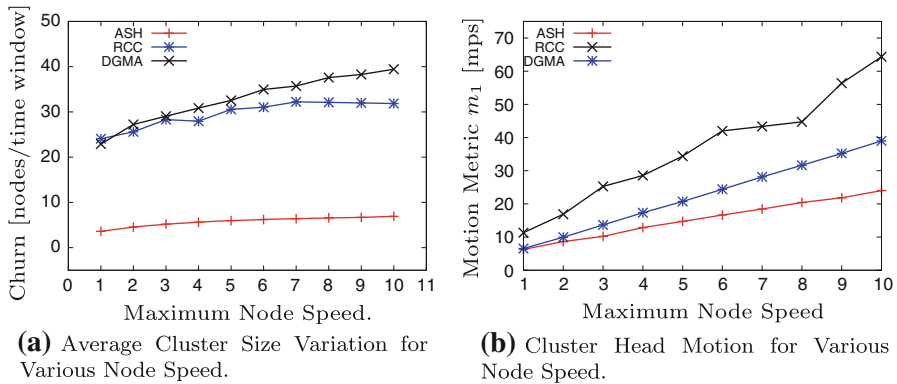 50
40
30
20
10
0
Churn [nodes/time window]
ASH
RCC
DGMA
0 1 2 3 4 5 6 7 8 9 10 11
Maximum Node Speed.
(a) Average Cluster Size Variation for
Various Node Speed.
70
60
50
40
30
20
10
0
Motion Metric m₁ [mps]
ASH
RCC
DGMA
1 2 3 4 5 6 7 8 9 10
Maximum Node Speed
(b) Cluster Head Motion for Various
Node Speed.